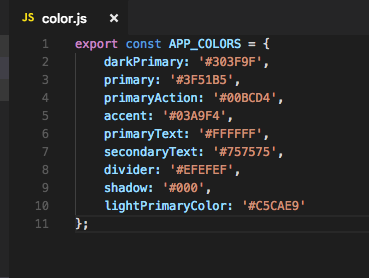 JS color.js ×
1 export const APP_COLORS = {
2 darkPrimary: '#303F9F',
3 primary: '#3F51B5',
4 primaryAction: '#00BCD4',
5 accent: '#03A9F4',
6 primaryText: '#FFFFFF',
7 secondaryText: '#757575',
8 divider: '#EFEFEF',
9 shadow: '#000',
10 lightPrimaryColor: '#C5CAE9'
11 };